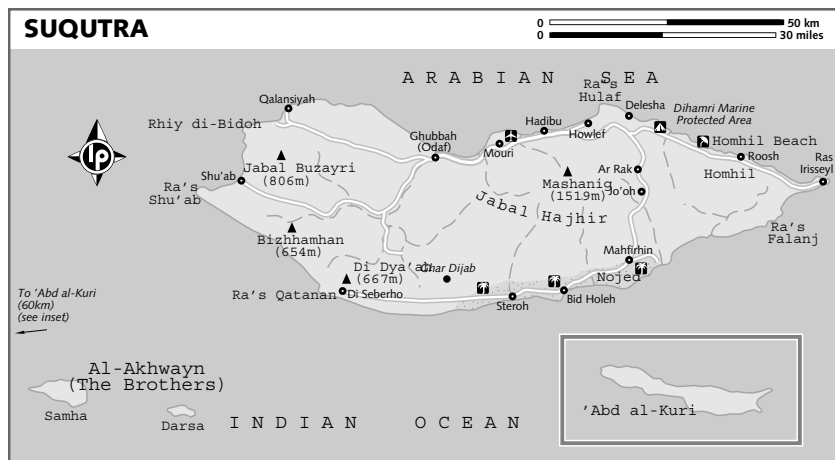 SUQUTRA
0 50 km
0 30 miles
ARABIAN SEA
Qalansiyah
Rhiy di-Bidoh
Ghubbah
(Odaf)
Mouri
Hadibu
Howlef
Ra's
Hulaf
Delesha
Dihamri Marine
Protected Area
Homhil Beach
Roosh
Homhil
Ras
Irisseyl
Jabal Buzayri
(806m)
Shu'ab
Ra's
Shu'ab
Mashaniq
(1519m)
Ar Rak
Jo'oh
Jabal Hajhir
Ra's
Falanj
Bizhhamhan
(654m)
Di Dya'ah
(667m)
Ghar Dijab
Mahfirhin
Nojed
Ra's Qatanan
Di Seberho
Steroh
Bid Holeh
To 'Abd al-Kuri
(60km)
(see inset)
Al-Akhwayn
(The Brothers)
Samha
Darsa
INDIAN OCEAN
'Abd al-Kuri
lp